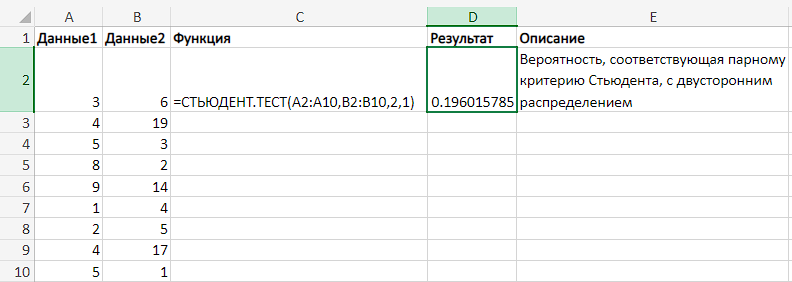 A B C D E
1 Данные1 Данные2 Функция Результат Описание
Вероятность, соответствующая парному
2 критерию Стьюдента, с двусторонним
3 6 =СТЬЮДЕНТ.ТЕСТ(A2:A10,B2:B10,2,1) 0.196015785 распределением
3 4 19
4 5 3
5 8 2
6 9 14
7 1 4
8 2 5
9 4 17
10 5 1